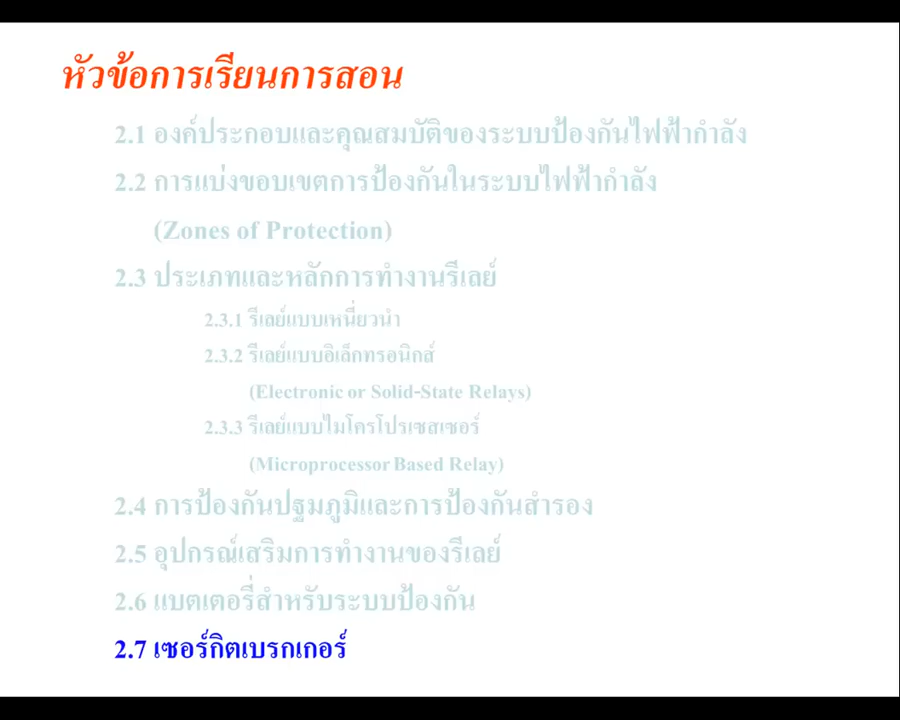 หัวข้อการเรียนการสอน
2.1 องค์ประกอบและคุณสมบัติของระบบป้องกันไฟฟ้ากำลัง
2.2 การแบ่งขอบเขตการป้องกันในระบบไฟฟ้ากำลัง
(Zones of Protection)
2.3 ประเภทและหลักการทำงานรีเลย์
2.3.1 รีเลย์แบบเหนี่ยวนำ
2.3.2 รีเลย์แบบอิเล็กทรอนิกส์
(Electronic or Solid-State Relays)
2.3.3 รีเลย์แบบไมโครโปรเซสเซอร์
(Microprocessor Based Relay)
2.4 การป้องกันปฐมภูมิและการป้องกันสำรอง
2.5 อุปกรณ์เสริมการทำงานของรีเลย์
2.6 แบตเตอรี่สำหรับระบบป้องกัน
2.7 เซอร์กิตเบรกเกอร์